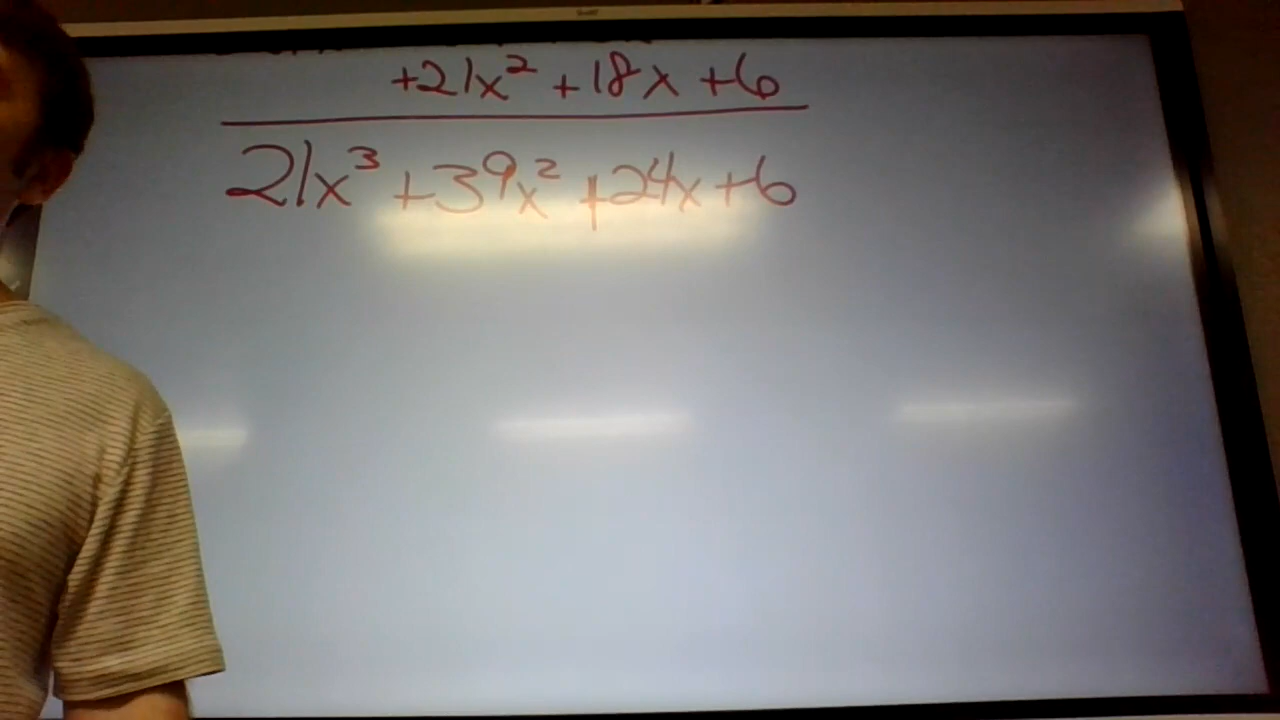 +21x² +18x +6
21x³ +39x² +24x +6